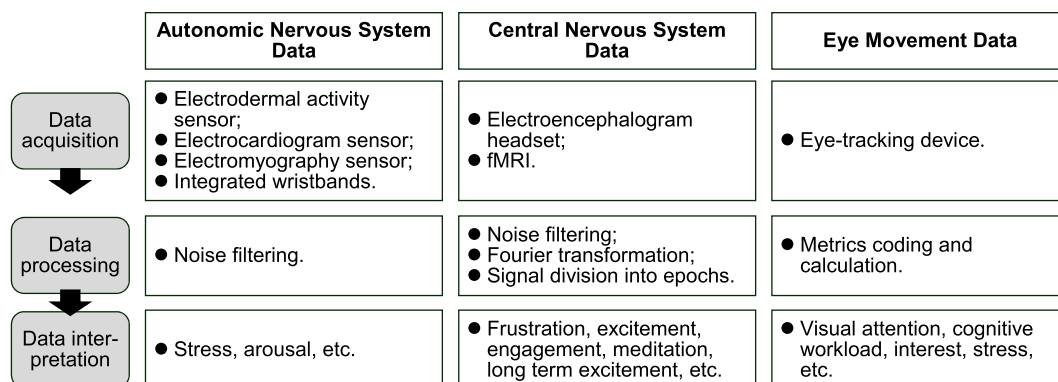 Autonomic Nervous System
Data
Central Nervous System
Data
Eye Movement Data
Data
acquisition
● Electrodermal activity
sensor;
● Electrocardiogram sensor;
● Electromyography sensor;
● Integrated wristbands.
● Electroencephalogram
headset;
● fMRI.
● Eye-tracking device.
Data
processing
● Noise filtering.
● Noise filtering;
● Fourier transformation;
● Signal division into epochs.
● Metrics coding and
calculation.
Data inter-
pretation
● Stress, arousal, etc.
● Frustration, excitement,
engagement, meditation,
long term excitement, etc.
● Visual attention, cognitive
workload, interest, stress,
etc.